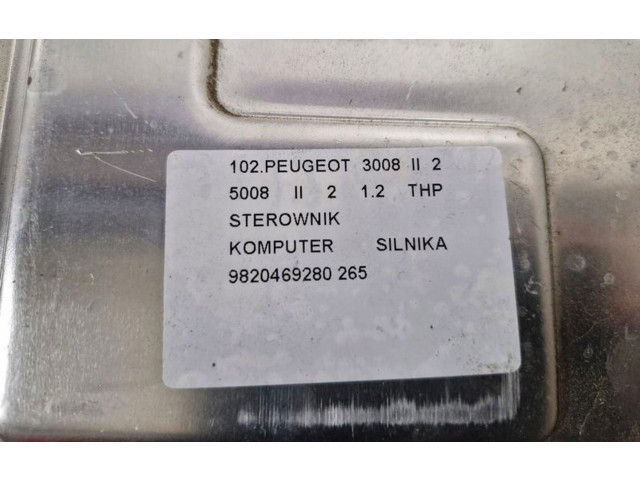 102.PEUGEOT 3008 II 2
5008 II 2 1.2 THP
STEROWNIK
KOMPUTER SILNIKA
9820469280 265